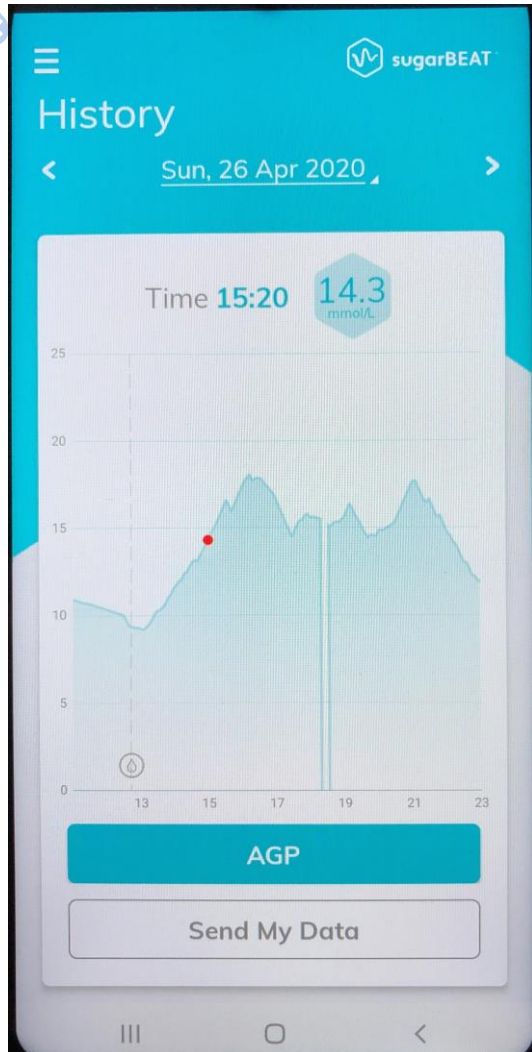 sugarBEAT
History
Sun, 26 Apr 2020
Time 15:20
14.3
mmol/L
25
20
15
10
5
0
13 15 17 19 21 23
AGP
Send My Data